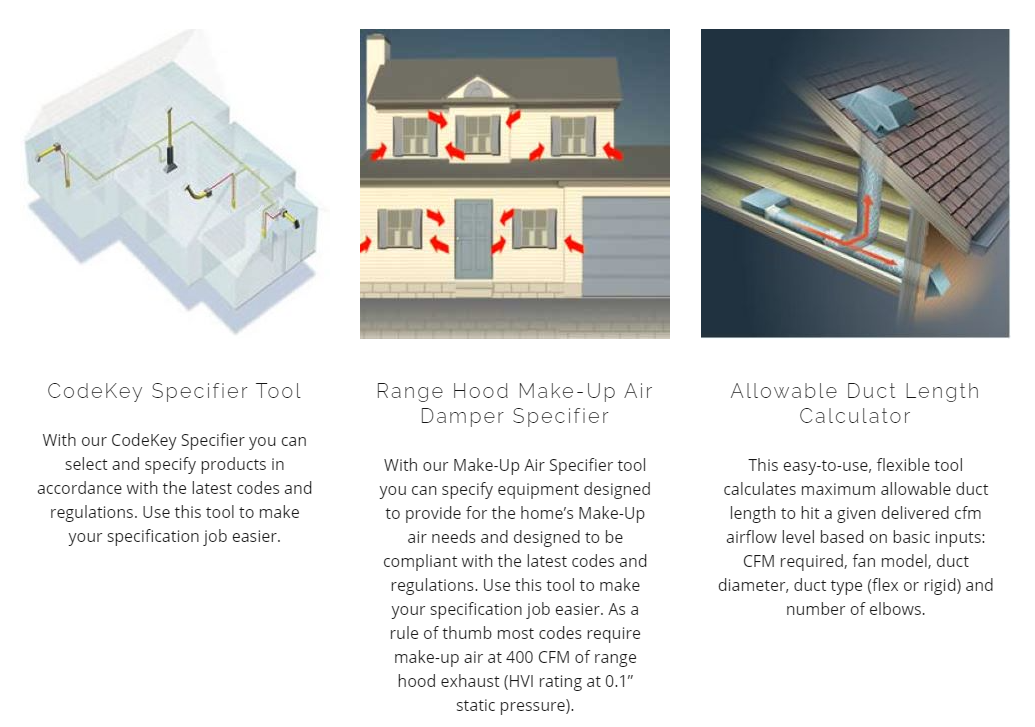 CodeKey Specifier Tool
With our CodeKey Specifier you can
select and specify products in
accordance with the latest codes and
regulations. Use this tool to make
your specification job easier.
Range Hood Make-Up Air
Damper Specifier
With our Make-Up Air Specifier tool
you can specify equipment designed
to provide for the home’s Make-Up
air needs and designed to be
compliant with the latest codes and
regulations. Use this tool to make
your specification job easier. As a
rule of thumb most codes require
make-up air at 400 CFM of range
hood exhaust (HVI rating at 0.1”
static pressure).
Allowable Duct Length
Calculator
This easy-to-use, flexible tool
calculates maximum allowable duct
length to hit a given delivered cfm
airflow level based on basic inputs:
CFM required, fan model, duct
diameter, duct type (flex or rigid) and
number of elbows.